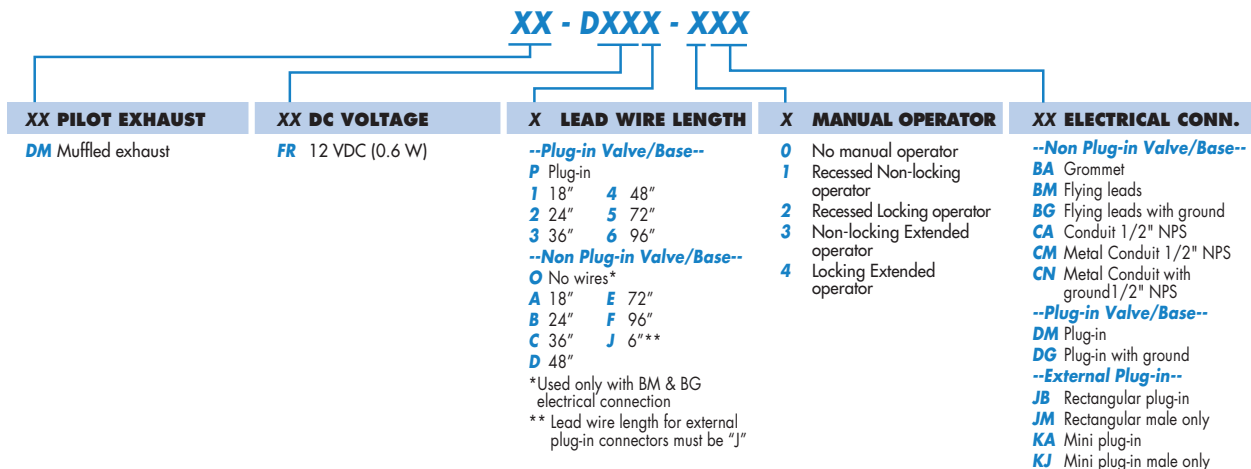 XX - DXXX - XXX
XX PILOT EXHAUST
DM Muffled exhaust
XX DC VOLTAGE
FR 12 VDC (0.6 W)
X LEAD WIRE LENGTH
--Plug-in Valve/Base--
P Plug-in
1 18" 4 48"
2 24" 5 72"
3 36" 6 96"
--Non Plug-in Valve/Base--
O No wires*
A 18" E 72"
B 24" F 96"
C 36" J 6"**
D 48"
*Used only with BM & BG
electrical connection
** Lead wire length for external
plug-in connectors must be "J"
X MANUAL OPERATOR
0 No manual operator
1 Recessed Non-locking
operator
2 Recessed Locking operator
3 Non-locking Extended
operator
4 Locking Extended
operator
XX ELECTRICAL CONN.
--Non Plug-in Valve/Base--
BA Grommet
BM Flying leads
BG Flying leads with ground
CA Conduit 1/2" NPS
CM Metal Conduit 1/2" NPS
CN Metal Conduit with
ground1/2" NPS
--Plug-in Valve/Base--
DM Plug-in
DG Plug-in with ground
--External Plug-in--
JB Rectangular plug-in
JM Rectangular male only
KA Mini plug-in
KJ Mini plug-in male only